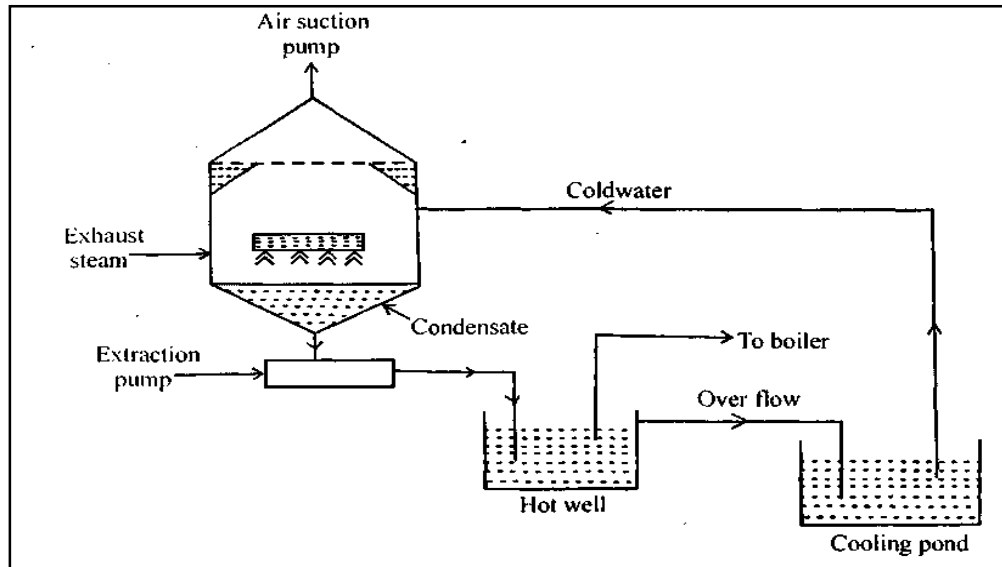 Air suction
pump
Coldwater
Exhaust
steam
Condensate
To boiler
Extraction
pump
Over flow
Hot well
Cooling pond